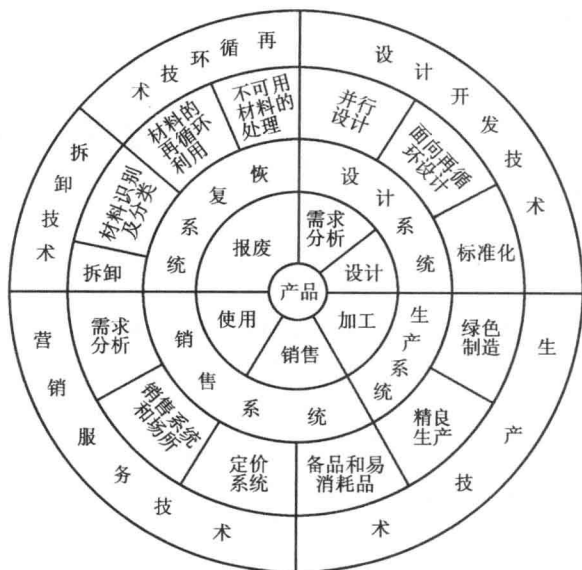 再循环技术
设计开发技术
生产技术
营销服务技术
拆卸技术
不可用
材料的
处理
并行
设计
面向再循
环设计
标准化
绿色
制造
精良
生产
备品和易
消耗品
定价
系统
销售系统
和场所
需求
分析
拆卸
材料识别
及分类
材料的
再循环
利用
恢复系统
设计系统
生产系统
销售系统
需求
分析
设计
加工
销售
使用
报废
产品